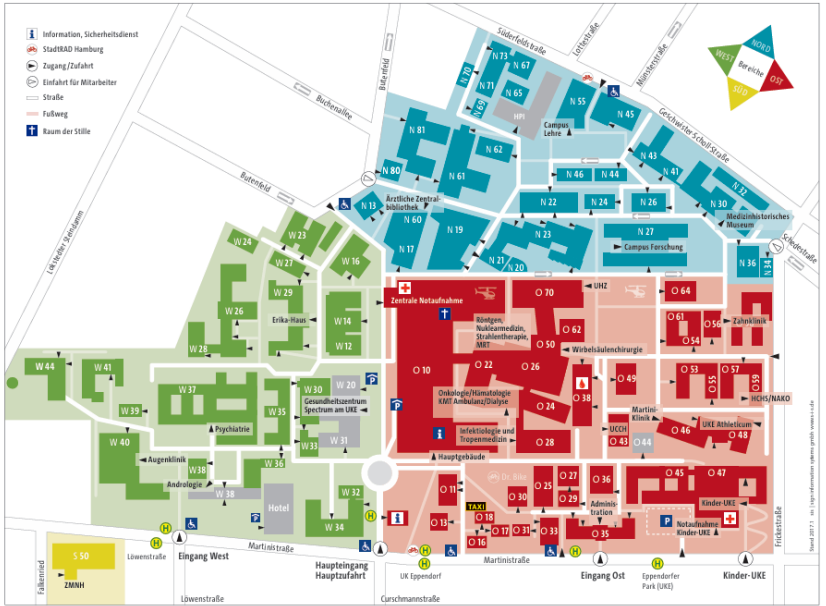 Information, Sicherheitsdienst
StadtRAD Hamburg
Zugang/Zufahrt
Einfahrt für Mitarbeiter
Straße
Fußweg
Raum der Stille
Süderfeldstraße
Lottestraße
Münsterstraße
Geschwister-Scholl-Straße
Butenfeld
Buchenallee
Butenfeld
Lokstedter Steindamm
NORD
WEST
Bereiche
OST
SÜD
N 73
N 67
N 70
N 71
N 65
N 69
HPI
N 55
N 45
Campus
Lehre
N 81
N 62
N 61
N 80
N 43
N 41
N 32
N 30
N 46
N 44
N 13
Ärztliche Zentral-
bibliothek
N 22
N 24
N 26
N 60
N 19
N 17
N 23
N 21
N 20
N 27
Campus Forschung
Medizinhistorisches
Museum
Schedestraße
N 36
N 34
W 24
W 23
W 27
W 16
W 29
W 26
Erika-Haus
W 14
W 12
W 28
W 44
W 41
W 37
W 39
W 35
W 30
W 20
Gesundheitszentrum
Spectrum am UKE
Psychiatrie
W 33
W 31
W 40
Augenklinik
W 38
W 36
Andrologie
W 38
Hotel
W 32
W 34
Zentrale Notaufnahme
O 70
UHZ
O 64
Röntgen,
Nuklearmedizin,
Strahlentherapie,
MRT
O 50
O 62
O 61
O 56
O 54
Zahnklinik
Wirbelsäulenchirurgie
O 10
O 22
O 26
O 38
O 49
O 53
O 55
O 59
HCHS/NAKO
Onkologie/Hämatologie
KMT Ambulanz/Dialyse
O 24
Martini-
Klinik
UKE Athleticum
UCCH
O 43
O 44
O 46
O 48
Infektiologie und
Tropenmedizin
O 28
Hauptgebäude
Dr. Bike
O 11
O 13
O 30
O 25
O 27
O 29
O 36
O 45
O 47
Adminis-
tration
Kinder-UKE
TAXI
O 18
O 17
O 16
O 31
O 33
O 35
P
Notaufnahme
Kinder-UKE
Frickestraße
S 50
ZMNH
Falkenried
Löwenstraße
Eingang West
Martinistraße
Haupteingang
Hauptzufahrt
UK Eppendorf
Martinistraße
Eingang Ost
Eppendorfer
Park (UKE)
Kinder-UKE
Löwenstraße
Curschmannstraße